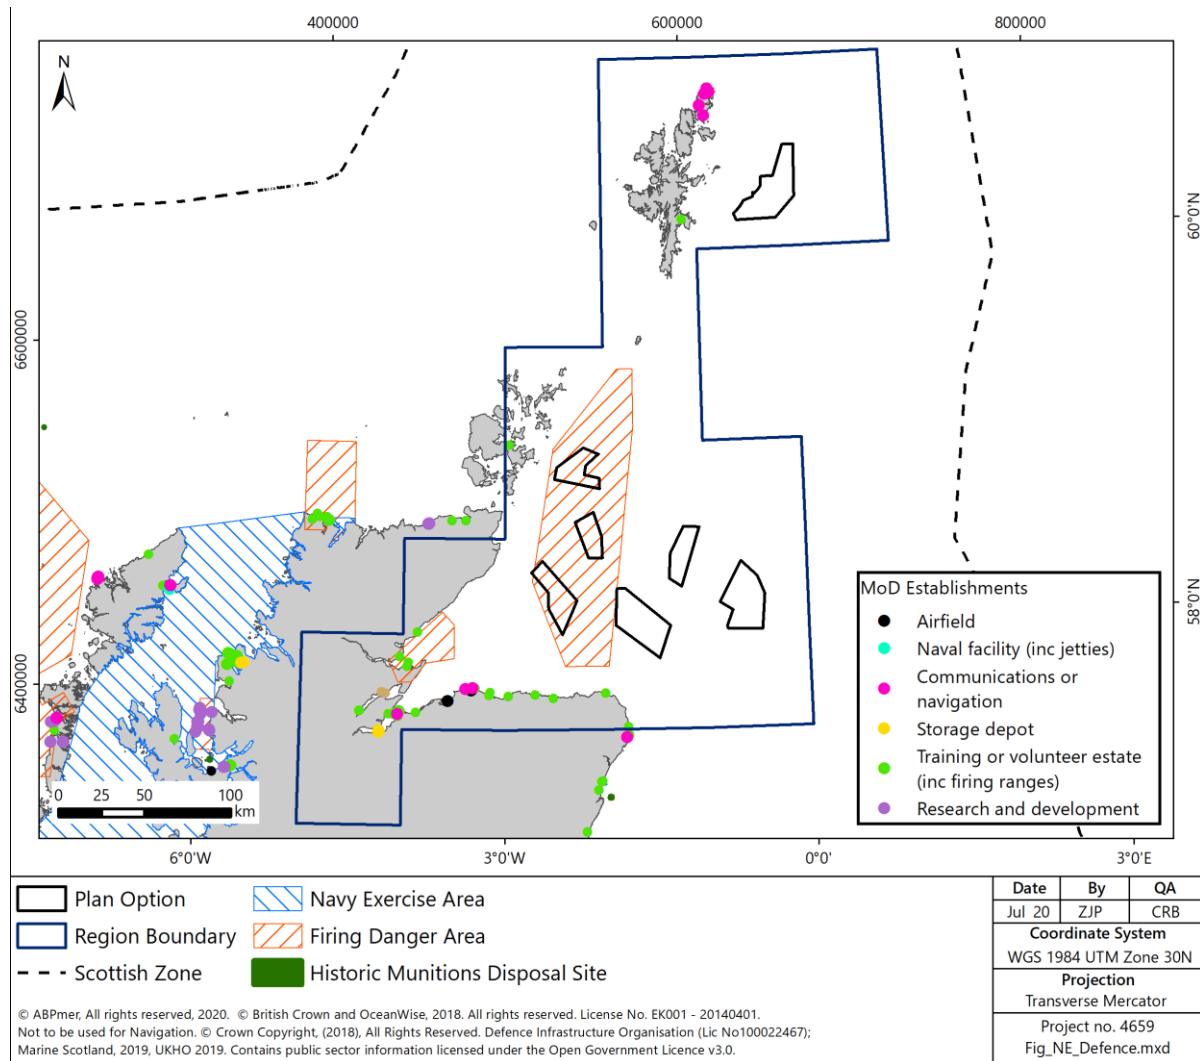 400000
600000
800000
N
60°0'N
6600000
58°0'N
6400000
MoD Establishments
Airfield
Naval facility (inc jetties)
Communications or
navigation
Storage depot
Training or volunteer estate
(inc firing ranges)
Research and development
0 25 50 100
km
6°0'W
3°0'W
0°0'
3°0'E
Plan Option
Region Boundary
Scottish Zone
Navy Exercise Area
Firing Danger Area
Historic Munitions Disposal Site
Date By QA
Jul 20 ZJP CRB
Coordinate System
WGS 1984 UTM Zone 30N
Projection
Transverse Mercator
Project no. 4659
Fig_NE_Defence.mxd
© ABPmer, All rights reserved, 2020. © British Crown and OceanWise, 2018. All rights reserved. License No. EK001 - 20140401.
Not to be used for Navigation. © Crown Copyright, (2018), All Rights Reserved. Defence Infrastructure Organisation (Lic No100022467);
Marine Scotland, 2019, UKHO 2019. Contains public sector information licensed under the Open Government Licence v3.0.